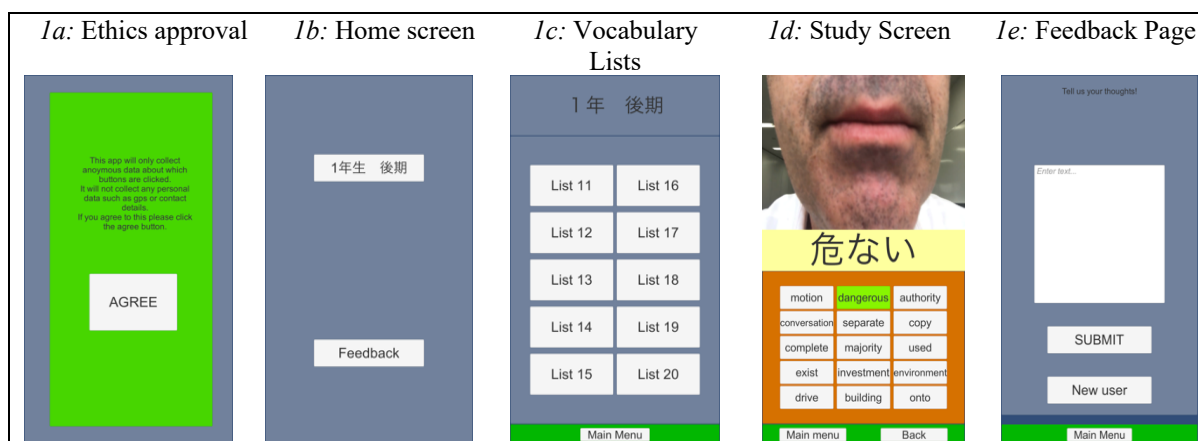 1a: Ethics approval
1b: Home screen
1c: Vocabulary
Lists
1d: Study Screen
1e: Feedback Page
This app will only collect
anoymous data about which
buttons are clicked.
It will not collect any personal
data such as gps or contact
details.
If you agree to this please click
the agree button.
AGREE
1年生 後期
Feedback
1年 後期
List 11 List 16
List 12 List 17
List 13 List 18
List 14 List 19
List 15 List 20
Main Menu
危ない
motion dangerous authority
conversation separate copy
complete majority used
exist investment environment
drive building onto
Main menu Back
Tell us your thoughts!
Enter text...
SUBMIT
New user
Main Menu